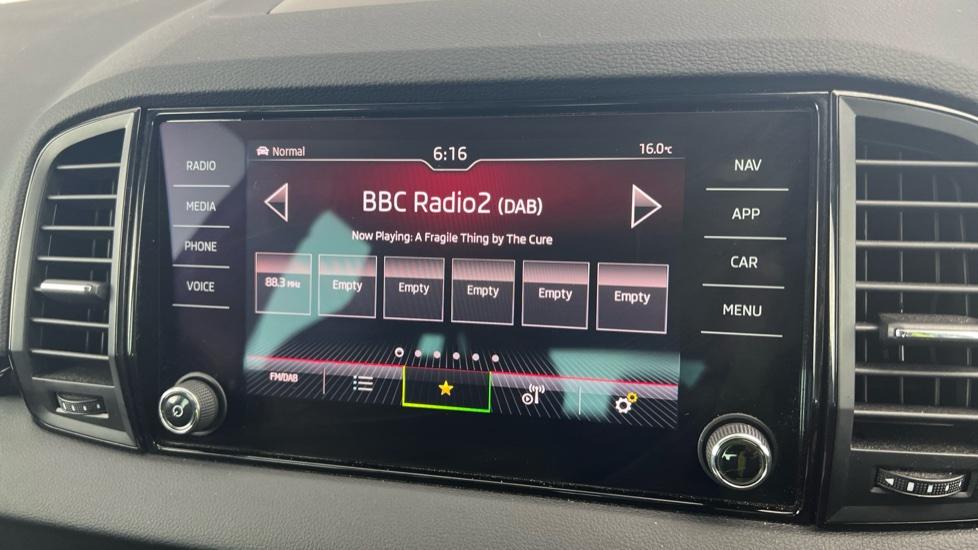 RADIO
MEDIA
PHONE
VOICE
Normal
6:16
16.0°C
BBC Radio2 (DAB)
Now Playing: A Fragile Thing by The Cure
88.3 MHz
Empty
Empty
Empty
Empty
Empty
FM/DAB
NAV
APP
CAR
MENU